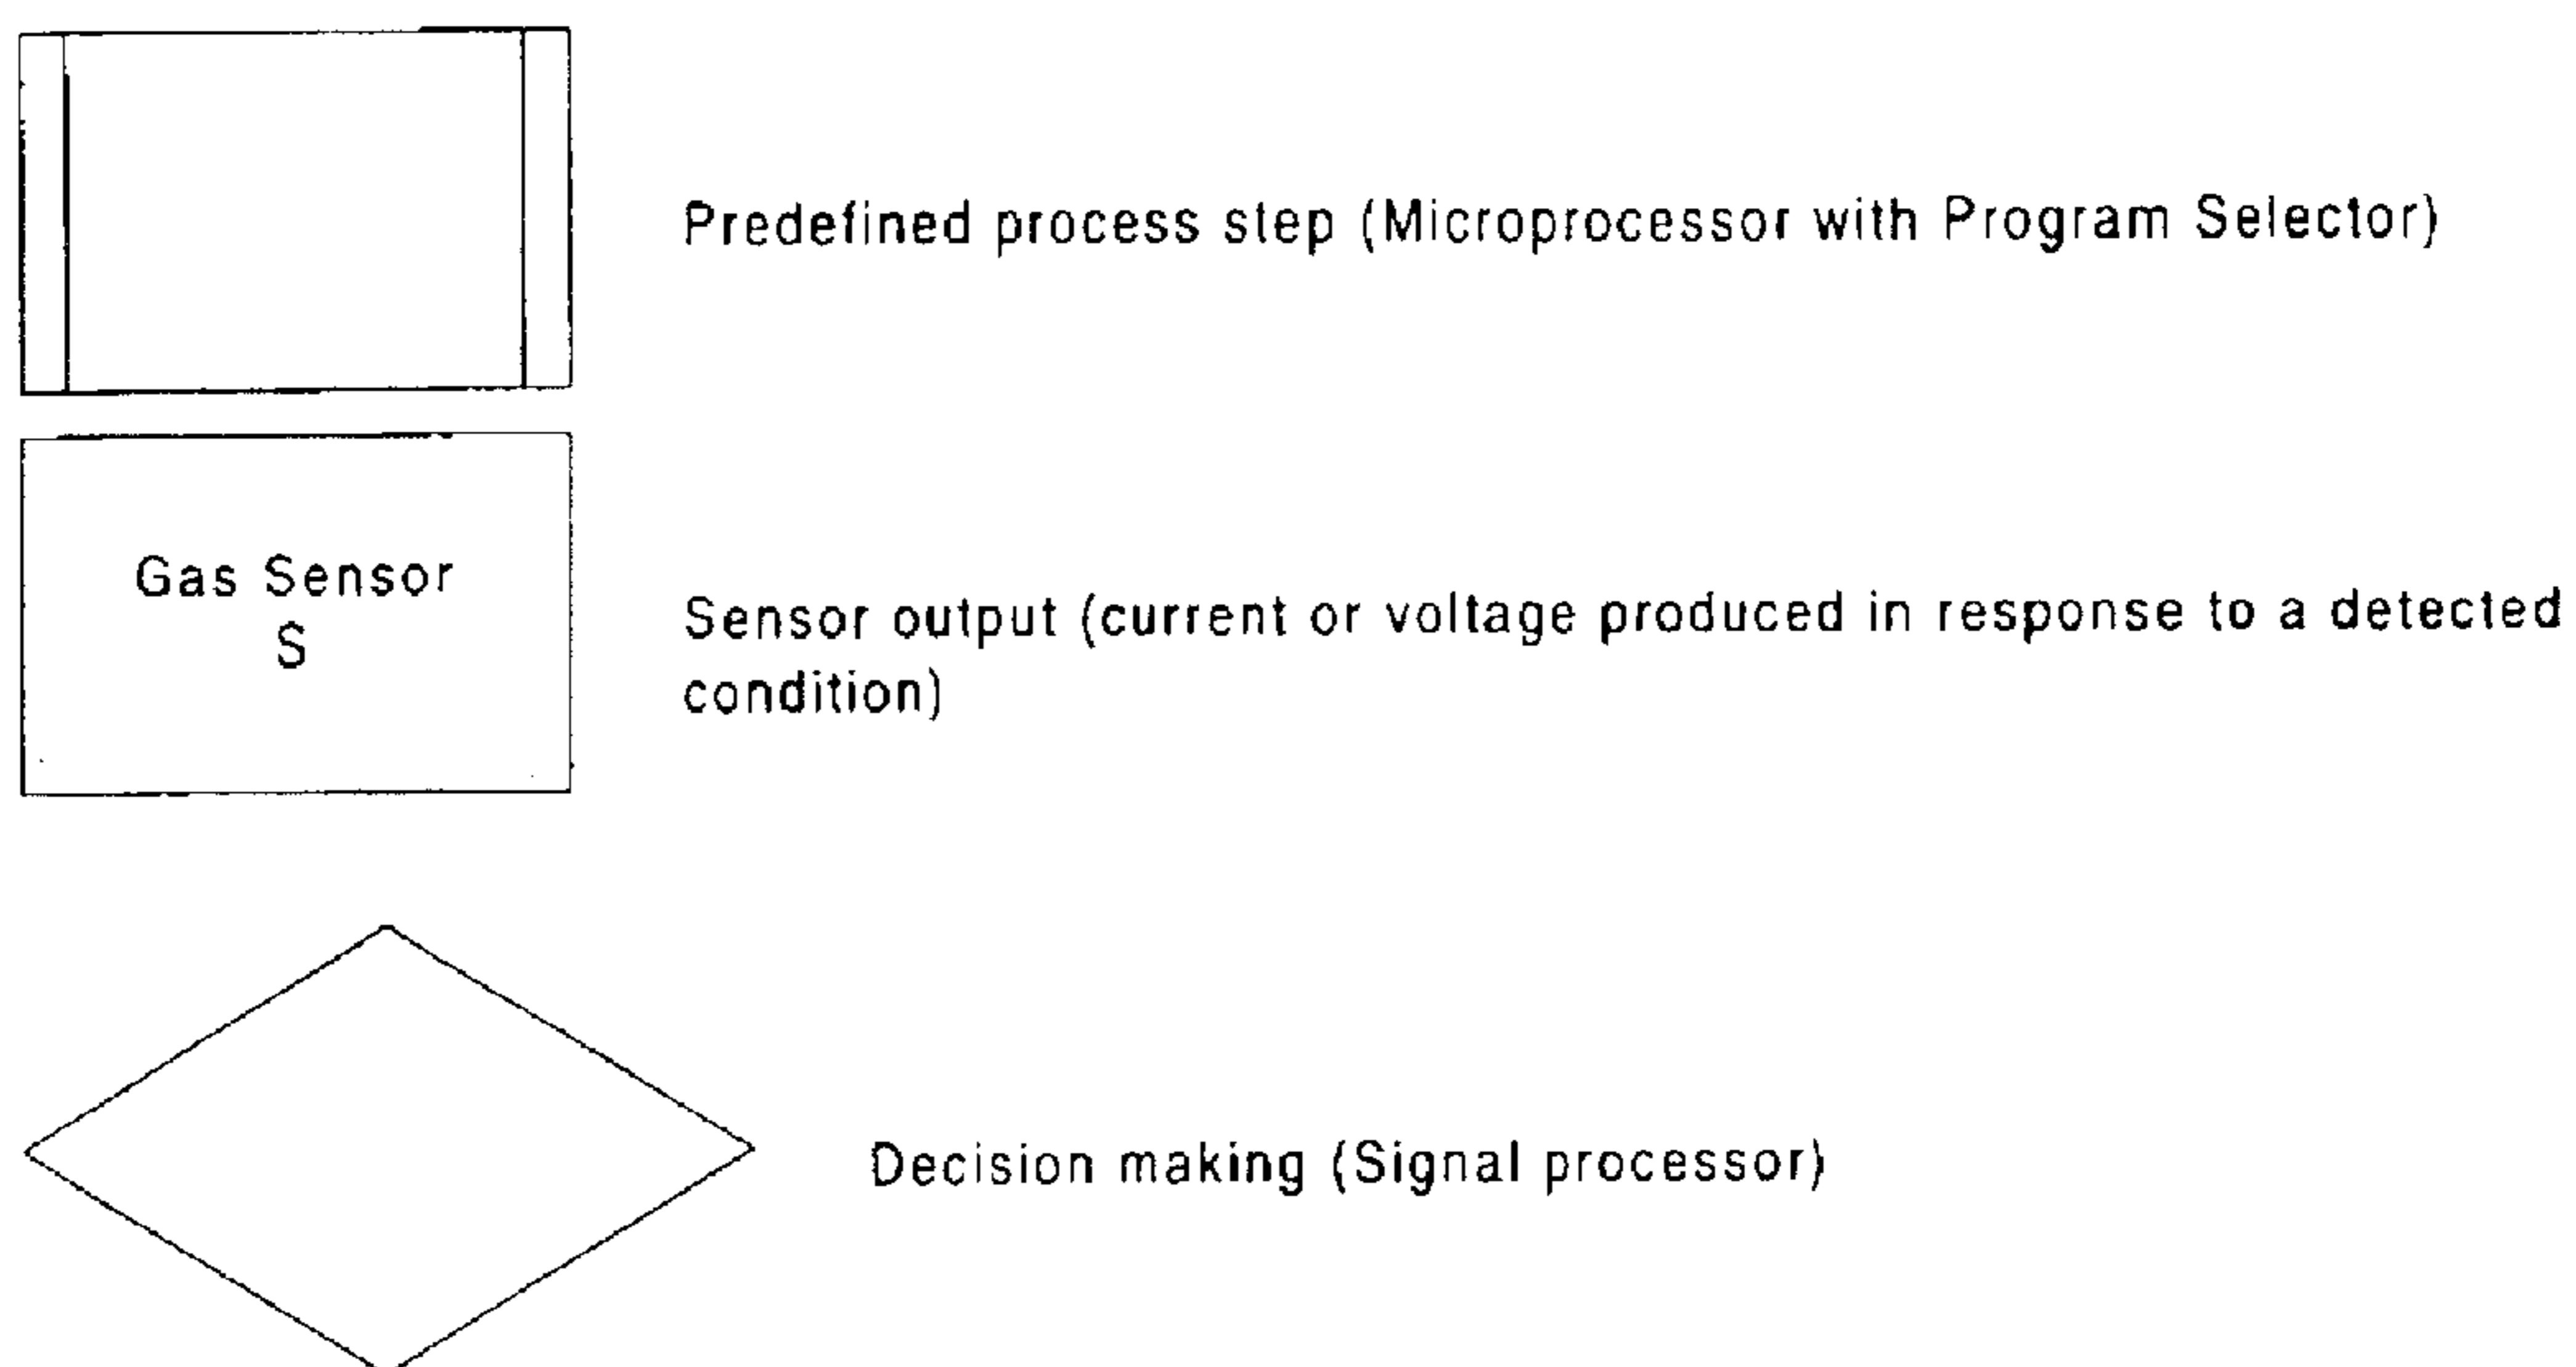 Predefined process step (Microprocessor with Program Selector)
Gas Sensor
S
Sensor output (current or voltage produced in response to a detected
condition)
Decision making (Signal processor)